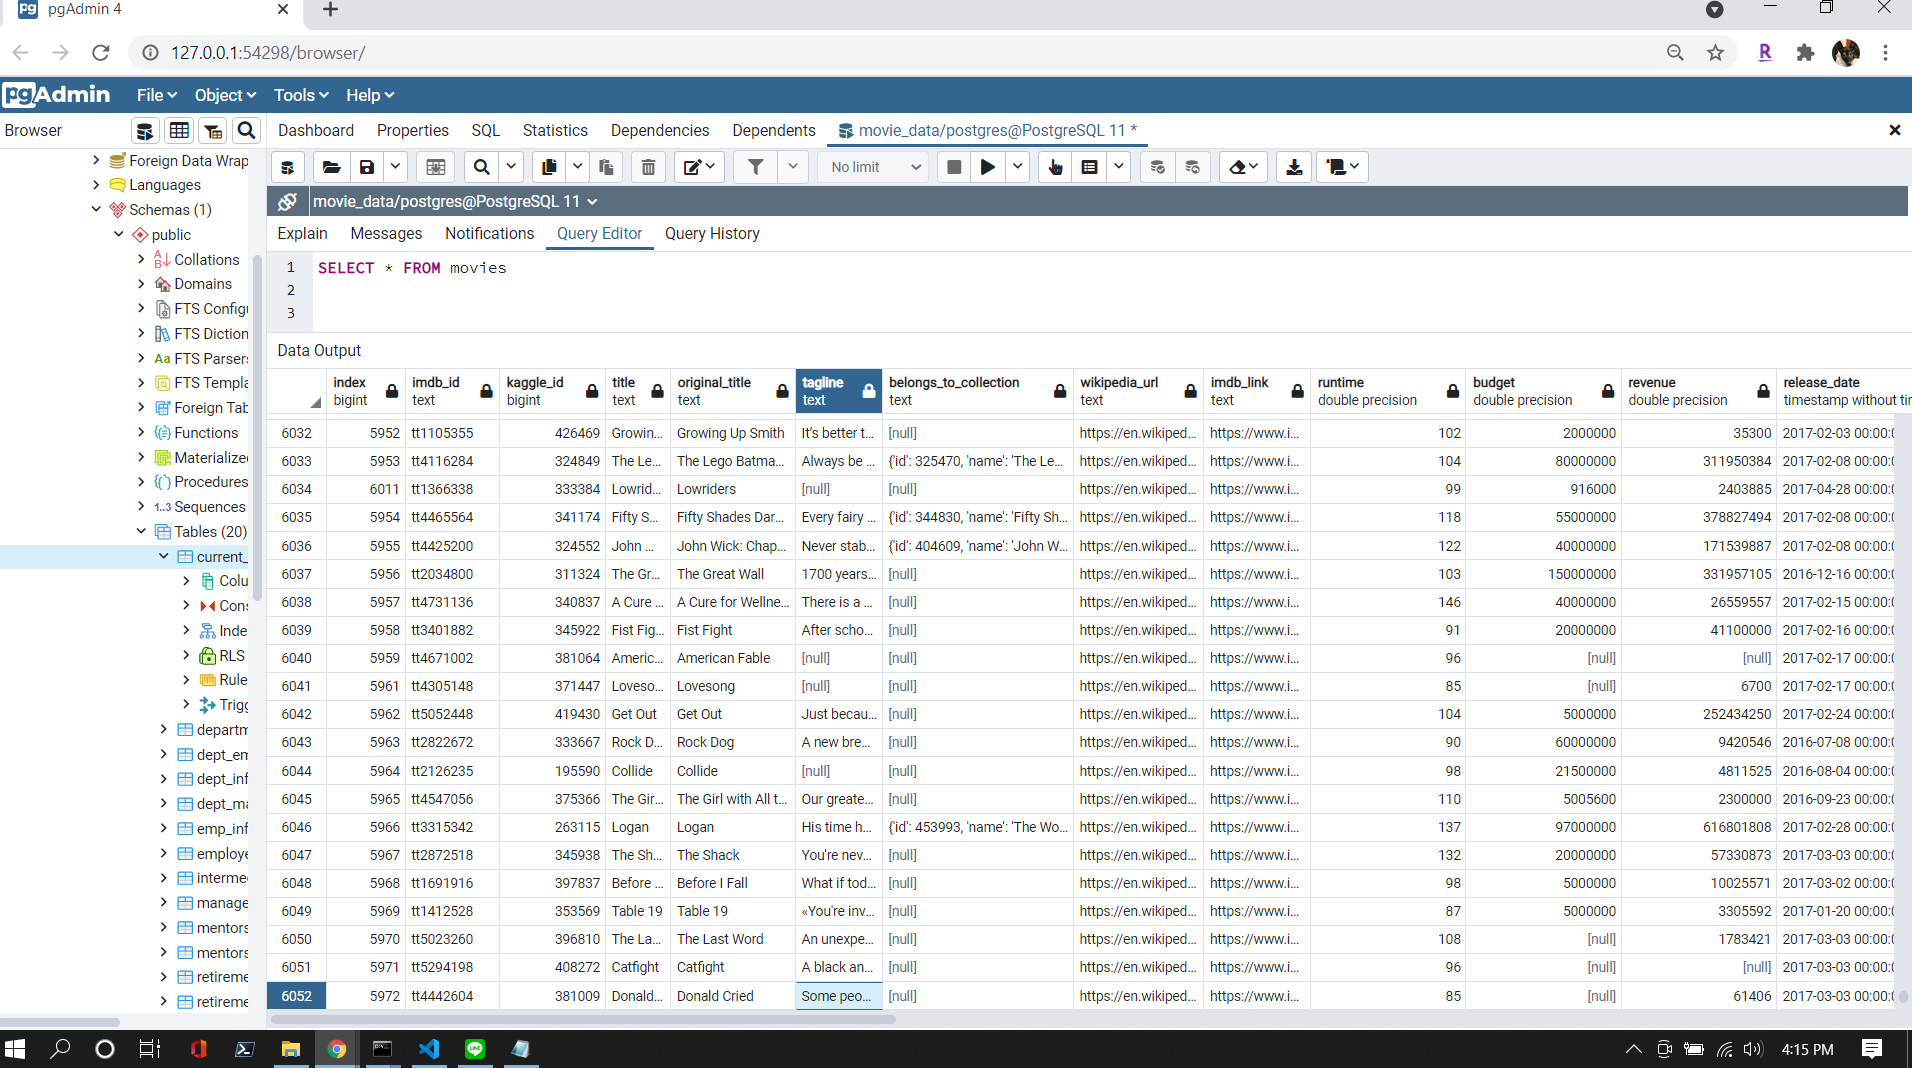 pgAdmin 4
127.0.0.1:54298/browser/
R
pgAdmin File Object Tools Help
Browser
Dashboard Properties SQL Statistics Dependencies Dependents movie_data/postgres@PostgreSQL 11 *
Foreign Data Wrap
Languages
Schemas (1)
public
Collations
Domains
FTS Configu
FTS Diction
Aa FTS Parsers
FTS Templa
Foreign Tab
Functions
Materialize
Procedures
1..3 Sequences
Tables (20)
current_
Colu
Cons
Inde
RLS
Rule
Trigg
departm
dept_em
dept_inf
dept_ma
emp_inf
employe
interme
manage
mentors
mentors
retireme
retireme
No limit
movie_data/postgres@PostgreSQL 11
Explain Messages Notifications Query Editor Query History
1 SELECT * FROM movies
2
3
Data Output
index imdb_id kaggle_id title original_title tagline belongs_to_collection wikipedia_url imdb_link runtime budget revenue release_date
bigint text bigint text text text text text text double precision double precision double precision timestamp without tir
6032 5952 tt1105355 426469 Growin... Growing Up Smith It's better t... [null] https://en.wikiped... https://www.i... 102 2000000 35300 2017-02-03 00:00:0
6033 5953 tt4116284 324849 The Le... The Lego Batma... Always be ... {'id': 325470, 'name': 'The Le... https://en.wikiped... https://www.i... 104 80000000 311950384 2017-02-08 00:00:0
6034 6011 tt1366338 333384 Lowrid... Lowriders [null] [null] https://en.wikiped... https://www.i... 99 916000 2403885 2017-04-28 00:00:0
6035 5954 tt4465564 341174 Fifty S... Fifty Shades Dar... Every fairy ... {'id': 344830, 'name': 'Fifty Sh... https://en.wikiped... https://www.i... 118 55000000 378827494 2017-02-08 00:00:0
6036 5955 tt4425200 324552 John ... John Wick: Chap... Never stab... {'id': 404609, 'name': 'John W... https://en.wikiped... https://www.i... 122 40000000 171539887 2017-02-08 00:00:0
6037 5956 tt2034800 311324 The Gr... The Great Wall 1700 years... [null] https://en.wikiped... https://www.i... 103 150000000 331957105 2016-12-16 00:00:0
6038 5957 tt4731136 340837 A Cure ... A Cure for Wellne... There is a ... [null] https://en.wikiped... https://www.i... 146 40000000 26559557 2017-02-15 00:00:0
6039 5958 tt3401882 345922 Fist Fig... Fist Fight After scho... [null] https://en.wikiped... https://www.i... 91 20000000 41100000 2017-02-16 00:00:0
6040 5959 tt4671002 381064 Americ... American Fable [null] [null] https://en.wikiped... https://www.i... 96 [null] [null] 2017-02-17 00:00:0
6041 5961 tt4305148 371447 Loveso... Lovesong [null] [null] https://en.wikiped... https://www.i... 85 [null] 6700 2017-02-17 00:00:0
6042 5962 tt5052448 419430 Get Out Get Out Just becau... [null] https://en.wikiped... https://www.i... 104 5000000 252434250 2017-02-24 00:00:0
6043 5963 tt2822672 333667 Rock D... Rock Dog A new bre... [null] https://en.wikiped... https://www.i... 90 60000000 9420546 2016-07-08 00:00:0
6044 5964 tt2126235 195590 Collide Collide [null] [null] https://en.wikiped... https://www.i... 98 21500000 4811525 2016-08-04 00:00:0
6045 5965 tt4547056 375366 The Gir... The Girl with All t... Our greate... [null] https://en.wikiped... https://www.i... 110 5005600 2300000 2016-09-23 00:00:0
6046 5966 tt3315342 263115 Logan Logan His time h... {'id': 453993, 'name': 'The Wo... https://en.wikiped... https://www.i... 137 97000000 616801808 2017-02-28 00:00:0
6047 5967 tt2872518 345938 The Sh... The Shack You're nev... [null] https://en.wikiped... https://www.i... 132 20000000 57330873 2017-03-03 00:00:0
6048 5968 tt1691916 397837 Before ... Before I Fall What if tod... [null] https://en.wikiped... https://www.i... 98 5000000 10025571 2017-03-02 00:00:0
6049 5969 tt1412528 353569 Table 19 Table 19 «You're inv... [null] https://en.wikiped... https://www.i... 87 5000000 3305592 2017-01-20 00:00:0
6050 5970 tt5023260 396810 The La... The Last Word An unexpe... [null] https://en.wikiped... https://www.i... 108 [null] 1783421 2017-03-03 00:00:0
6051 5971 tt5294198 408272 Catfight Catfight A black an... [null] https://en.wikiped... https://www.i... 96 [null] [null] 2017-03-03 00:00:0
6052 5972 tt4442604 381009 Donald... Donald Cried Some peo... [null] https://en.wikiped... https://www.i... 85 [null] 61406 2017-03-03 00:00:0
4:15 PM